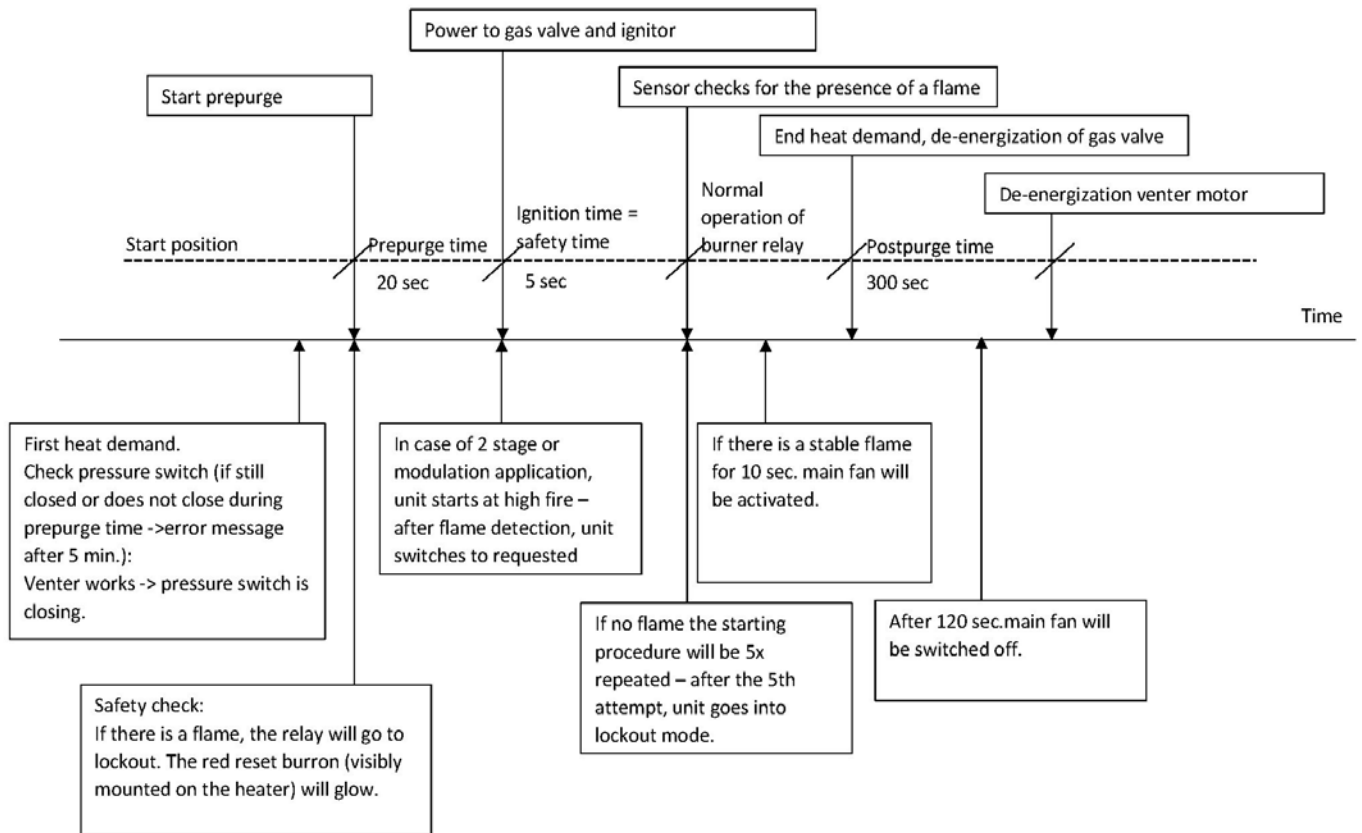 Power to gas valve and ignitor
Start prepurge
Sensor checks for the presence of a flame
End heat demand, de-energization of gas valve
De-energization venter motor
Start position
Prepurge time
20 sec
Ignition time =
safety time
5 sec
Normal
operation of
burner relay
Postpurge time
300 sec
Time
First heat demand.
Check pressure switch (if still
closed or does not close during
prepurge time ->error message
after 5 min.):
Venter works -> pressure switch is
closing.
In case of 2 stage or
modulation application,
unit starts at high fire –
after flame detection, unit
switches to requested
If there is a stable flame
for 10 sec. main fan will
be activated.
If no flame the starting
procedure will be 5x
repeated – after the 5th
attempt, unit goes into
lockout mode.
After 120 sec.main fan will
be switched off.
Safety check:
If there is a flame, the relay will go to
lockout. The red reset burron (visibly
mounted on the heater) will glow.